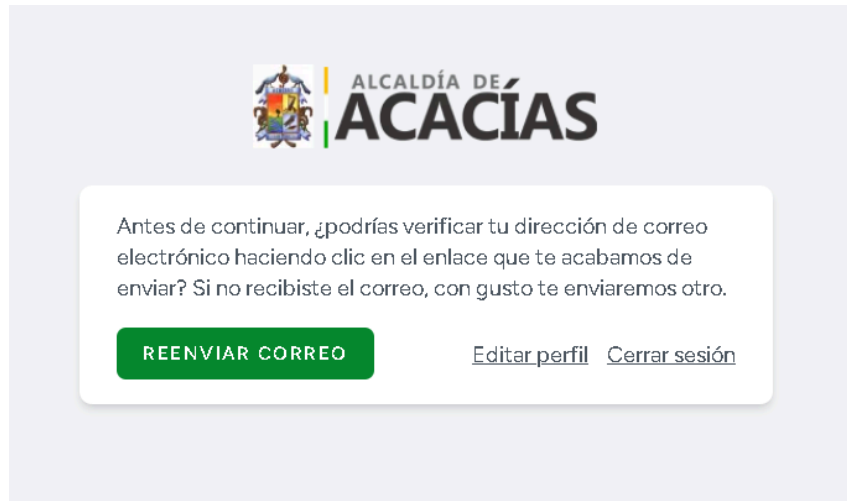 ALCALDÍA DE
ACACÍAS
Antes de continuar, ¿podrías verificar tu dirección de correo
electrónico haciendo clic en el enlace que te acabamos de
enviar? Si no recibiste el correo, con gusto te enviaremos otro.
REENVIAR CORREO Editar perfil Cerrar sesión